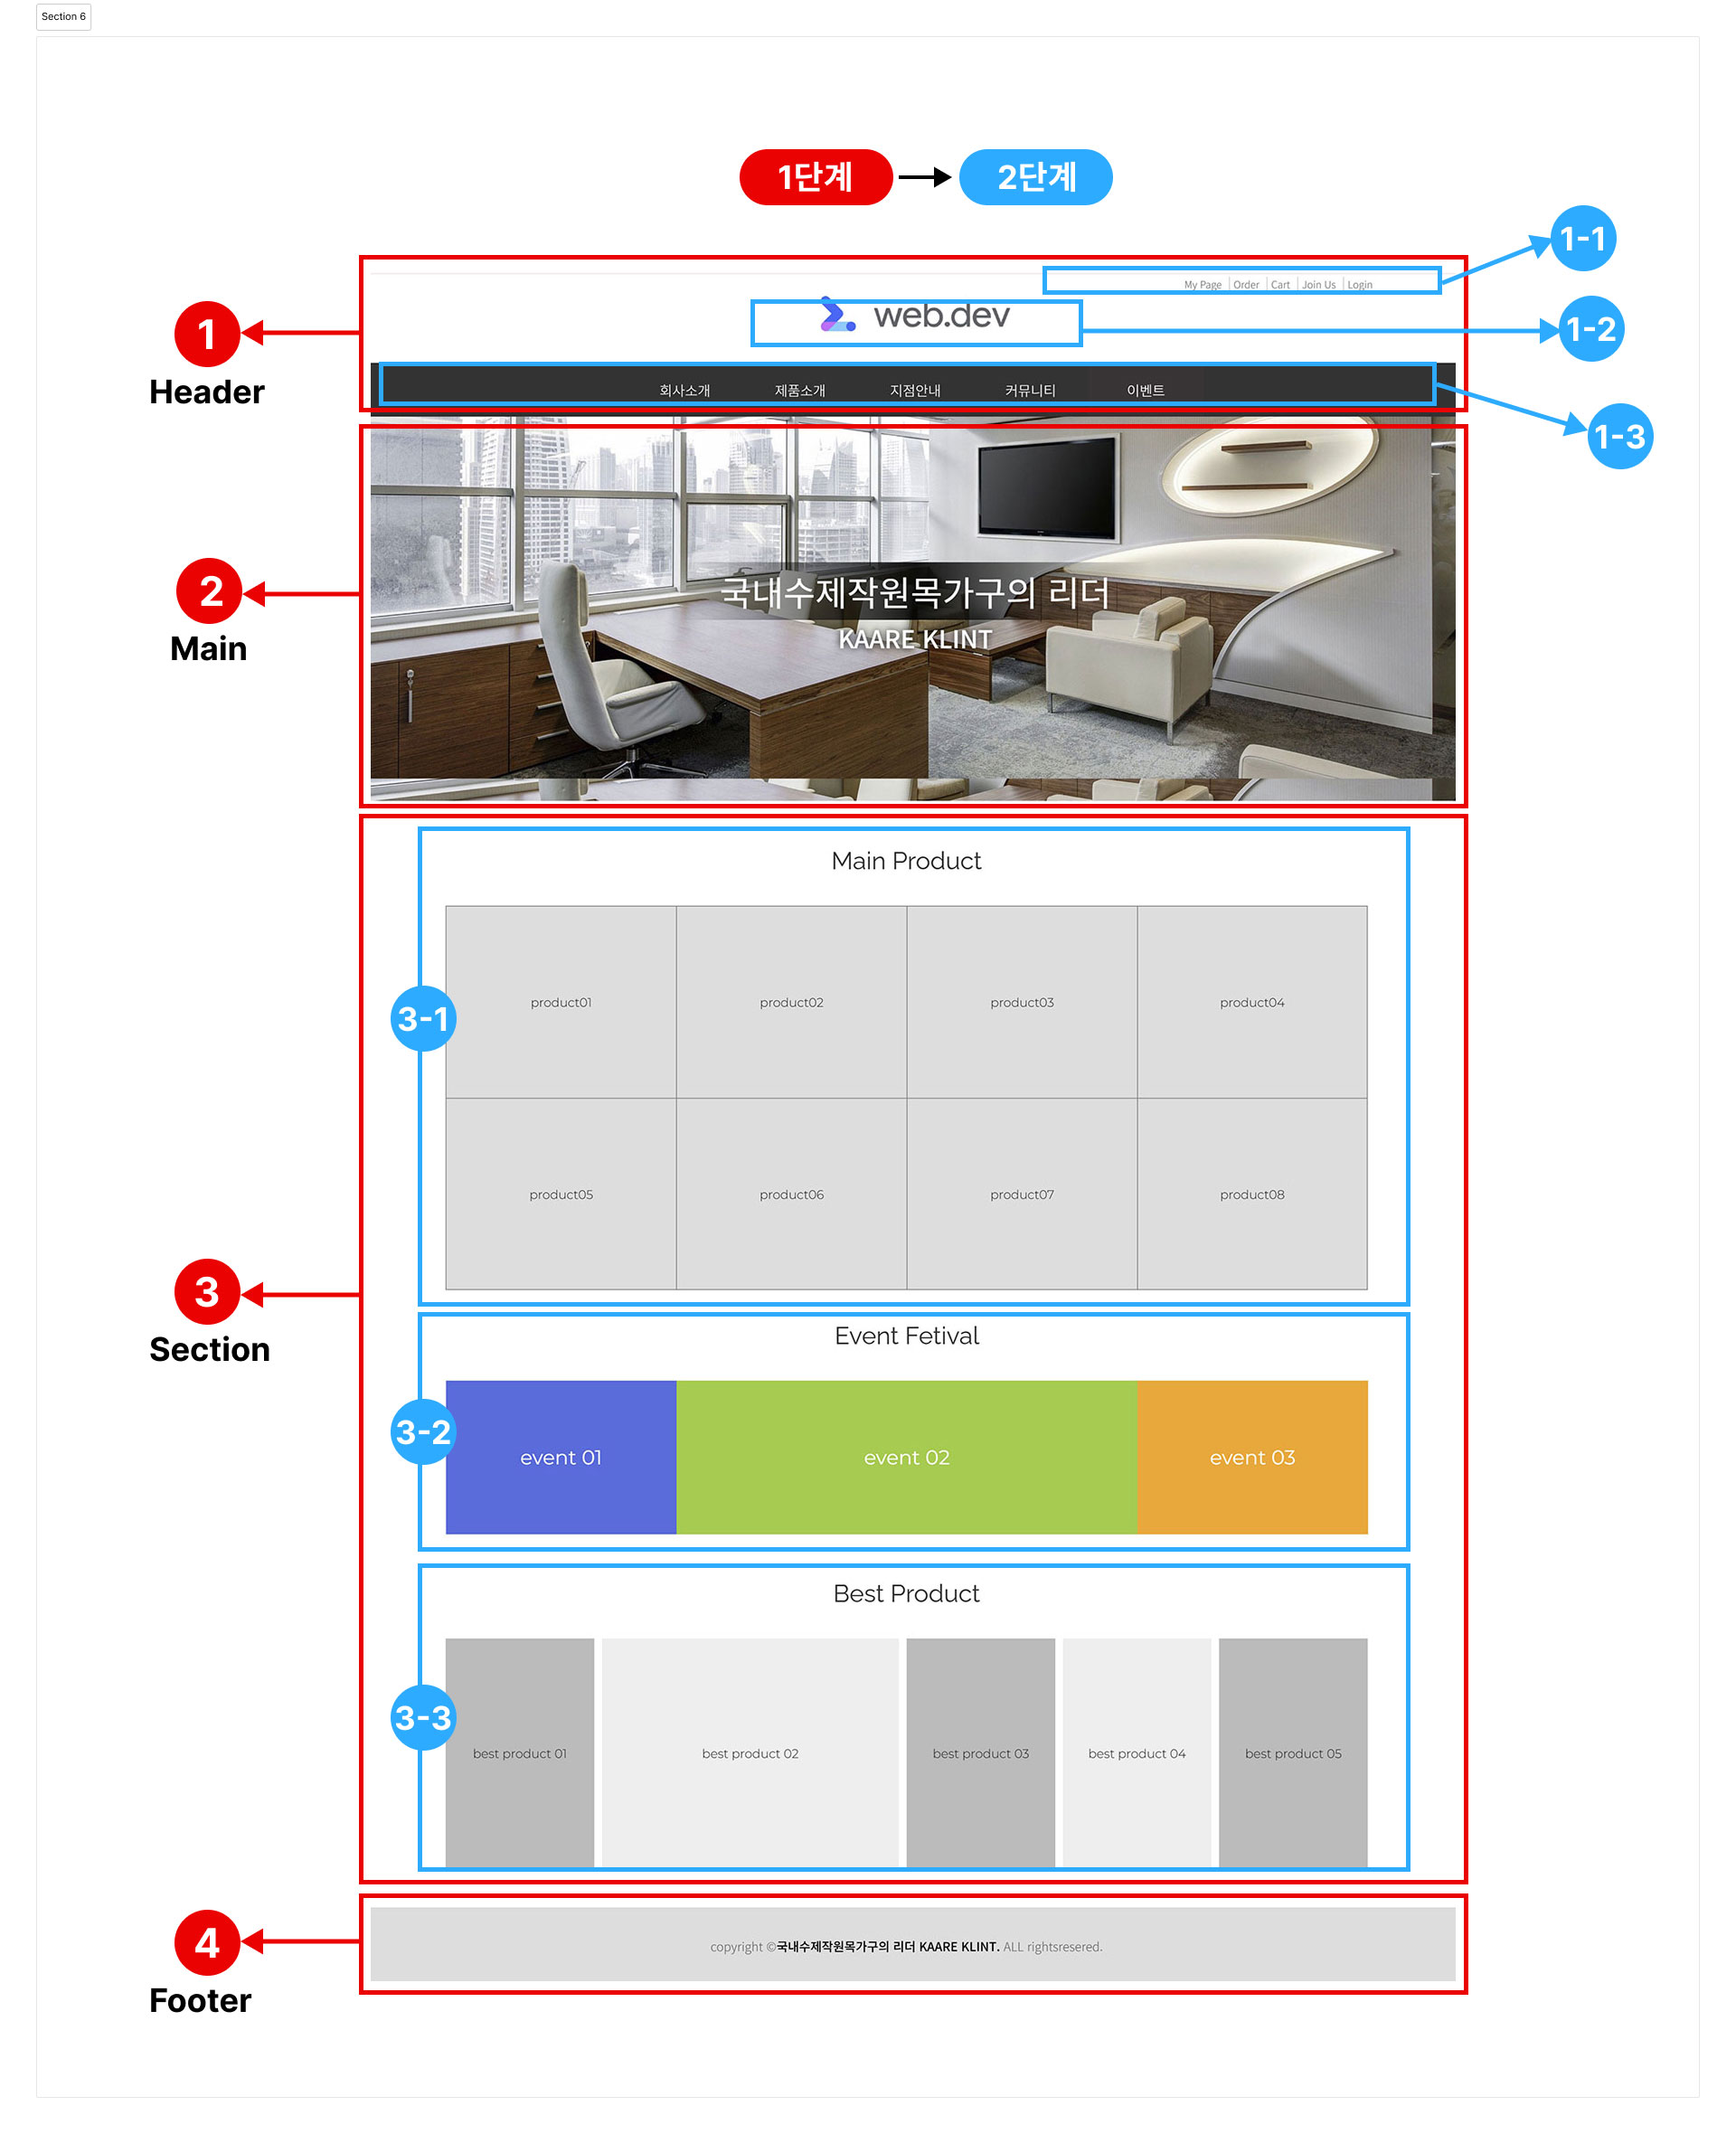 Section 6
1단계
2단계
1-1
My Page Order Cart Join Us Login
1
Header
web.dev
1-2
회사소개 제품소개 지점안내 커뮤니티 이벤트
1-3
2
Main
국내수제작원목가구의 리더
KAARE KLINT
Main Product
3-1
product01 product02 product03 product04
product05 product06 product07 product08
3
Section
Event Fetival
3-2
event 01 event 02 event 03
Best Product
3-3
best product 01 best product 02 best product 03 best product 04 best product 05
4
Footer
copyright ©국내수제작원목가구의 리더 KAARE KLINT. ALL rightsresered.